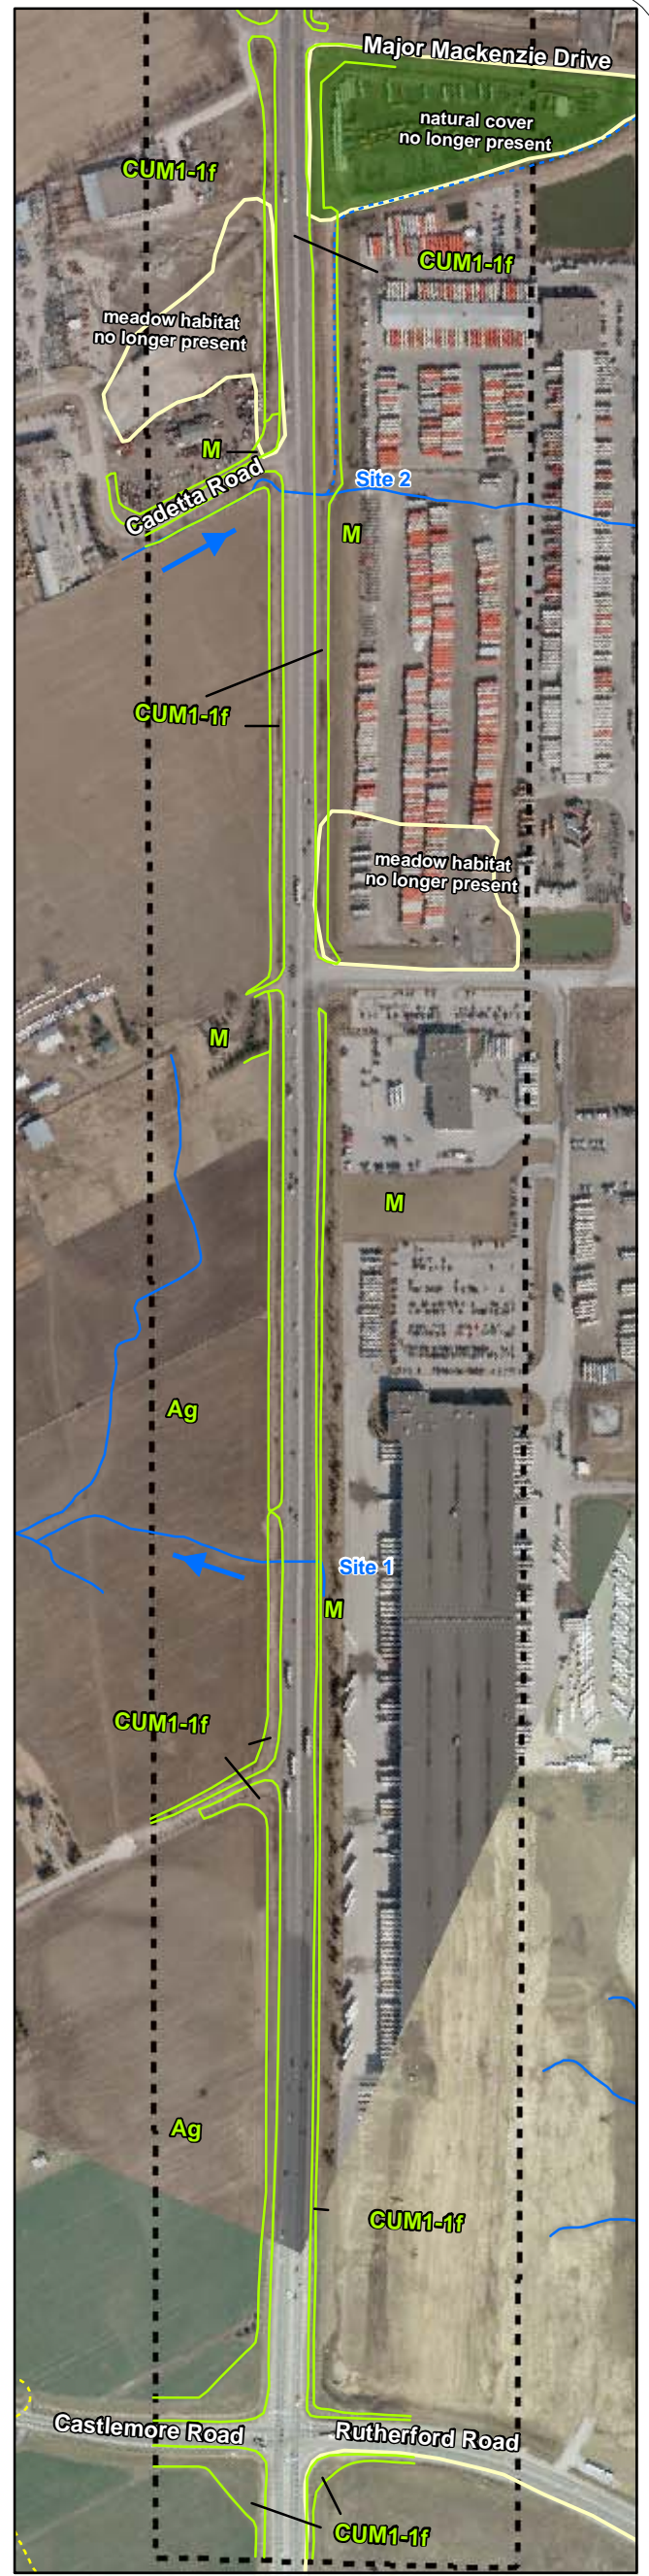 Major Mackenzie Drive
natural cover
no longer present
CUM1-1f
CUM1-1f
meadow habitat
no longer present
M
Cadetta Road
Site 2
M
CUM1-1f
meadow habitat
no longer present
M
M
Ag
Site 1
M
CUM1-1f
Ag
CUM1-1f
Castlemore Road
Rutherford Road
CUM1-1f